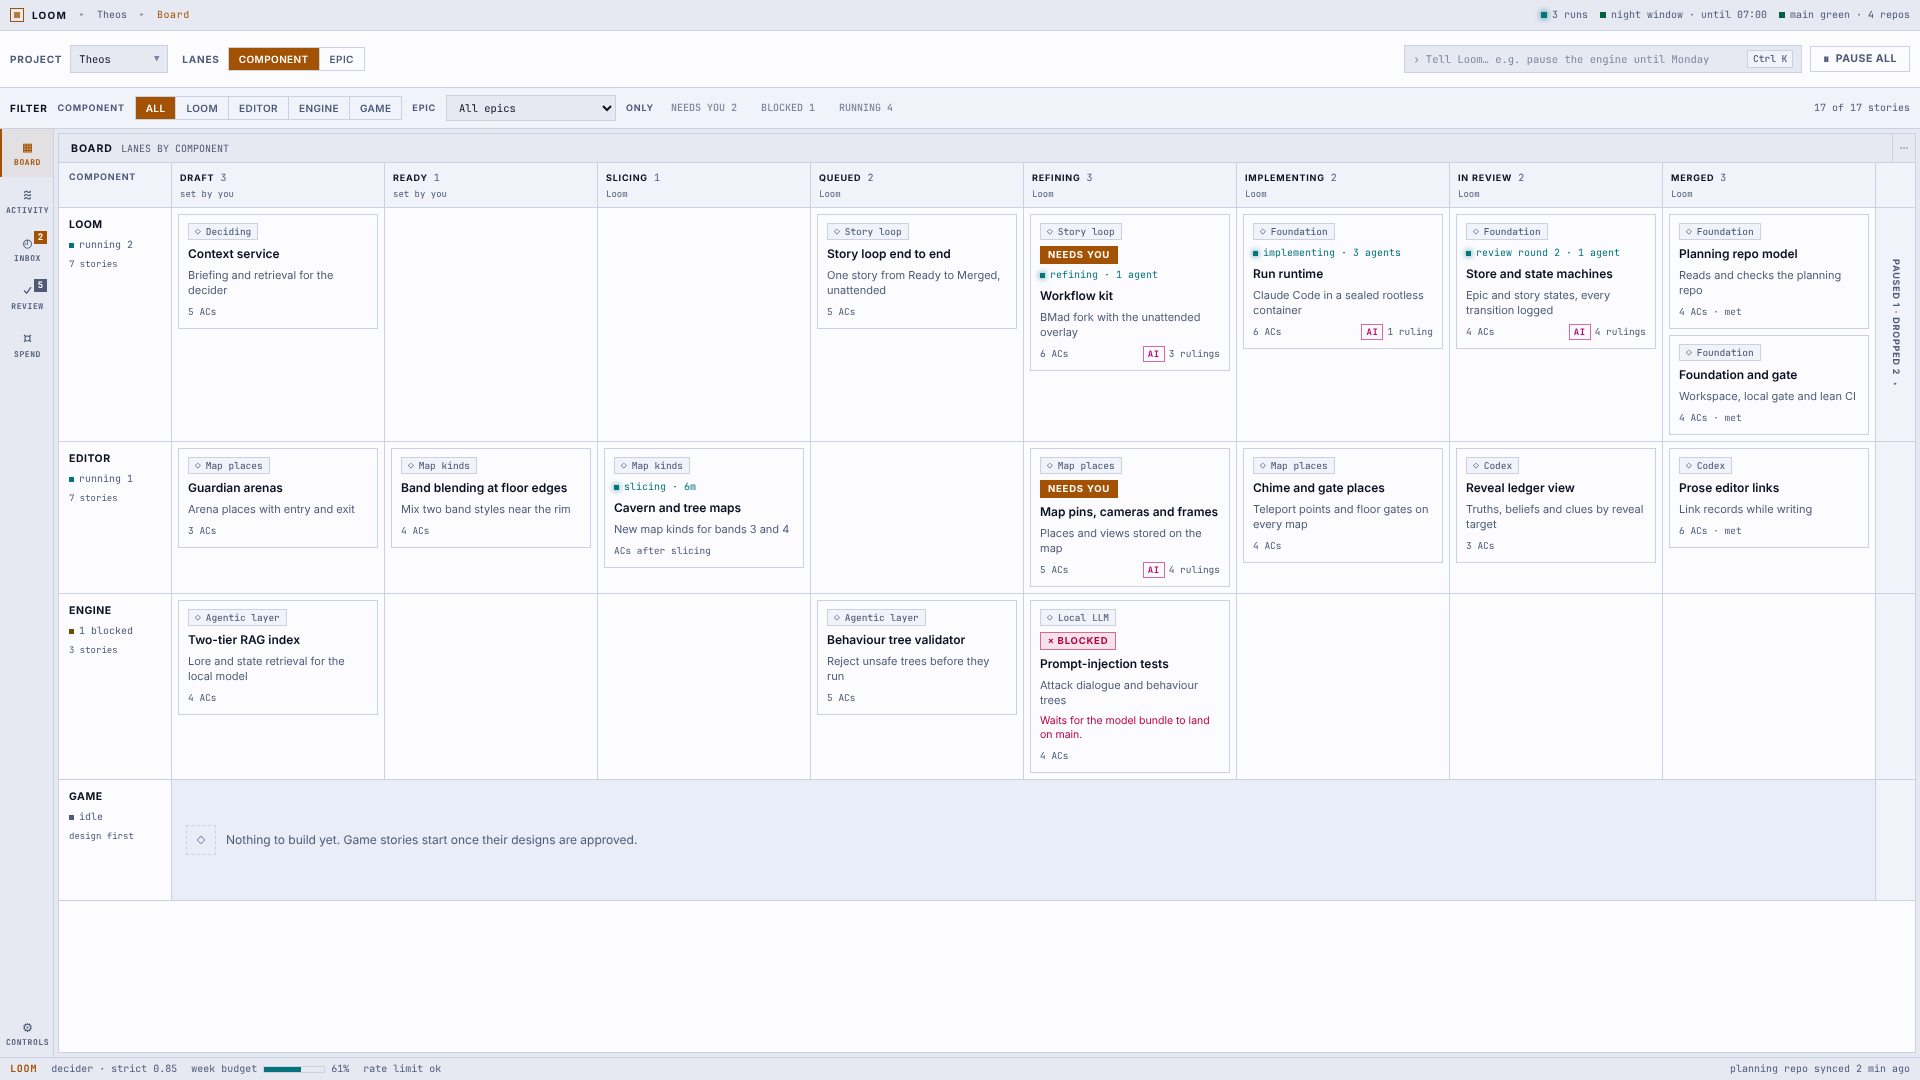 LOOM ▸ Theos ▸ Board
3 runs
night window · until 07:00
main green · 4 repos
PROJECT Theos
LANES COMPONENT EPIC
› Tell Loom… e.g. pause the engine until Monday Ctrl K
PAUSE ALL
FILTER COMPONENT ALL LOOM EDITOR ENGINE GAME EPIC All epics ONLY NEEDS YOU 2 BLOCKED 1 RUNNING 4
17 of 17 stories
BOARD
ACTIVITY
2
INBOX
5
REVIEW
SPEND
CONTROLS
BOARD LANES BY COMPONENT
COMPONENT
DRAFT 3
set by you
READY 1
set by you
SLICING 1
Loom
QUEUED 2
Loom
REFINING 3
Loom
IMPLEMENTING 2
Loom
IN REVIEW 2
Loom
MERGED 3
Loom
LOOM
running 2
7 stories
◇ Deciding
Context service
Briefing and retrieval for the
decider
5 ACs
◇ Story loop
Story loop end to end
One story from Ready to Merged,
unattended
5 ACs
◇ Story loop
NEEDS YOU
refining · 1 agent
Workflow kit
BMad fork with the unattended
overlay
6 ACs AI 3 rulings
◇ Foundation
implementing · 3 agents
Run runtime
Claude Code in a sealed rootless
container
6 ACs AI 1 ruling
◇ Foundation
review round 2 · 1 agent
Store and state machines
Epic and story states, every
transition logged
4 ACs AI 4 rulings
◇ Foundation
Planning repo model
Reads and checks the planning
repo
4 ACs · met
◇ Foundation
Foundation and gate
Workspace, local gate and lean CI
4 ACs · met
PAUSED 1 · DROPPED 2
EDITOR
running 1
7 stories
◇ Map places
Guardian arenas
Arena places with entry and exit
3 ACs
◇ Map kinds
Band blending at floor edges
Mix two band styles near the rim
4 ACs
◇ Map kinds
slicing · 6m
Cavern and tree maps
New map kinds for bands 3 and 4
ACs after slicing
◇ Map places
NEEDS YOU
Map pins, cameras and frames
Places and views stored on the
map
5 ACs AI 4 rulings
◇ Map places
Chime and gate places
Teleport points and floor gates on
every map
4 ACs
◇ Codex
Reveal ledger view
Truths, beliefs and clues by reveal
target
3 ACs
◇ Codex
Prose editor links
Link records while writing
6 ACs · met
ENGINE
1 blocked
3 stories
◇ Agentic layer
Two-tier RAG index
Lore and state retrieval for the
local model
4 ACs
◇ Agentic layer
Behaviour tree validator
Reject unsafe trees before they
run
5 ACs
◇ Local LLM
× BLOCKED
Prompt-injection tests
Attack dialogue and behaviour
trees
Waits for the model bundle to land
on main.
4 ACs
GAME
idle
design first
◇ Nothing to build yet. Game stories start once their designs are approved.
LOOM decider · strict 0.85 week budget 61% rate limit ok
planning repo synced 2 min ago